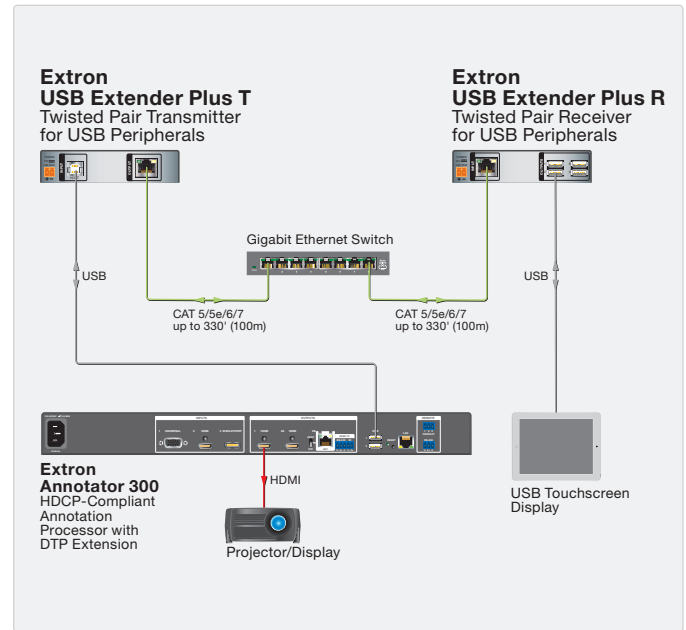 Extron
USB Extender Plus T
Twisted Pair Transmitter
for USB Peripherals
Extron
USB Extender Plus R
Twisted Pair Receiver
for USB Peripherals
Gigabit Ethernet Switch
USB
CAT 5/5e/6/7
up to 330' (100m)
CAT 5/5e/6/7
up to 330' (100m)
USB
Extron
Annotator 300
HDCP-Compliant
Annotation
Processor with
DTP Extension
HDMI
Projector/Display
USB Touchscreen
Display